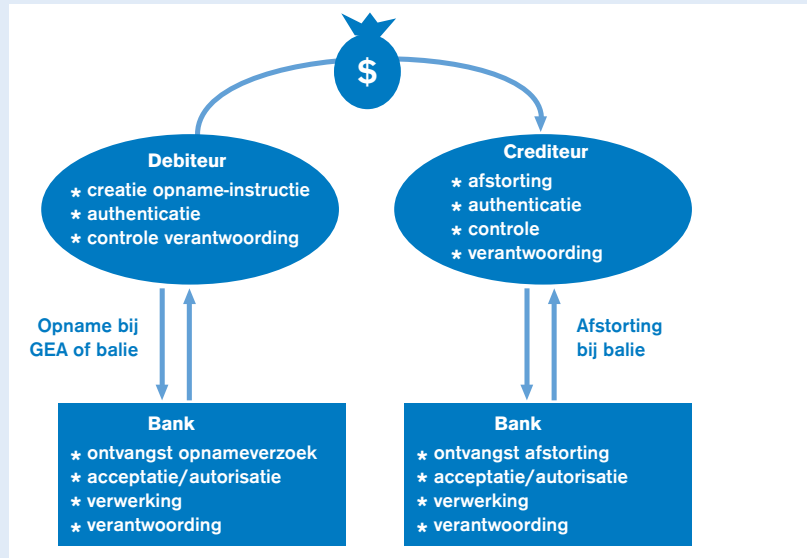 $
Debiteur
* creatie opname-instructie
* authenticatie
* controle verantwoording
Crediteur
* afstorting
* authenticatie
* controle
* verantwoording
Opname bij
GEA of balie
Afstorting
bij balie
Bank
* ontvangst opnameverzoek
* acceptatie/autorisatie
* verwerking
* verantwoording
Bank
* ontvangst afstorting
* acceptatie/autorisatie
* verwerking
* verantwoording